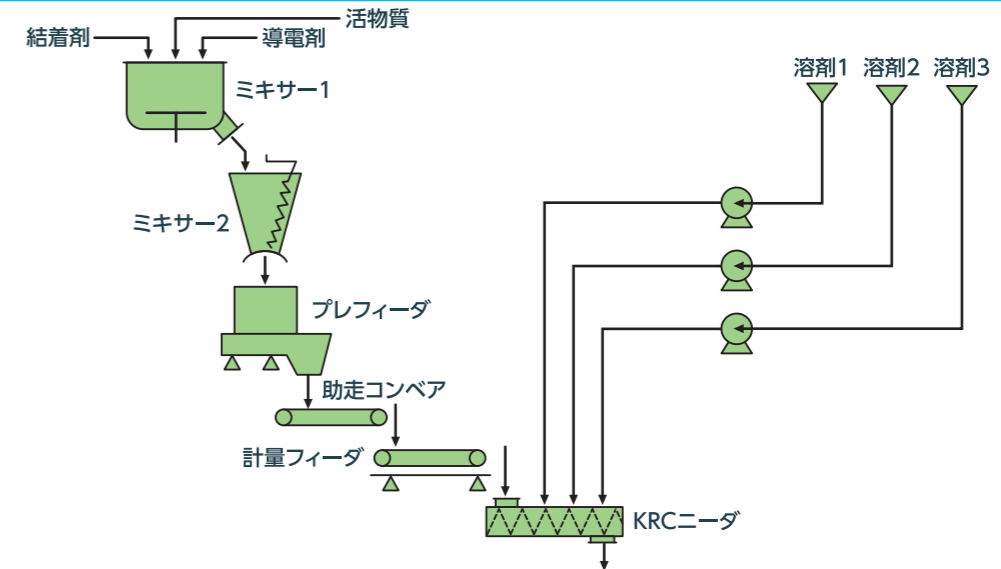 活物質
結着剤
導電剤
ミキサー1
溶剤1
溶剤2
溶剤3
ミキサー2
プレフィーダ
助走コンベア
計量フィーダ
KRCニーダ